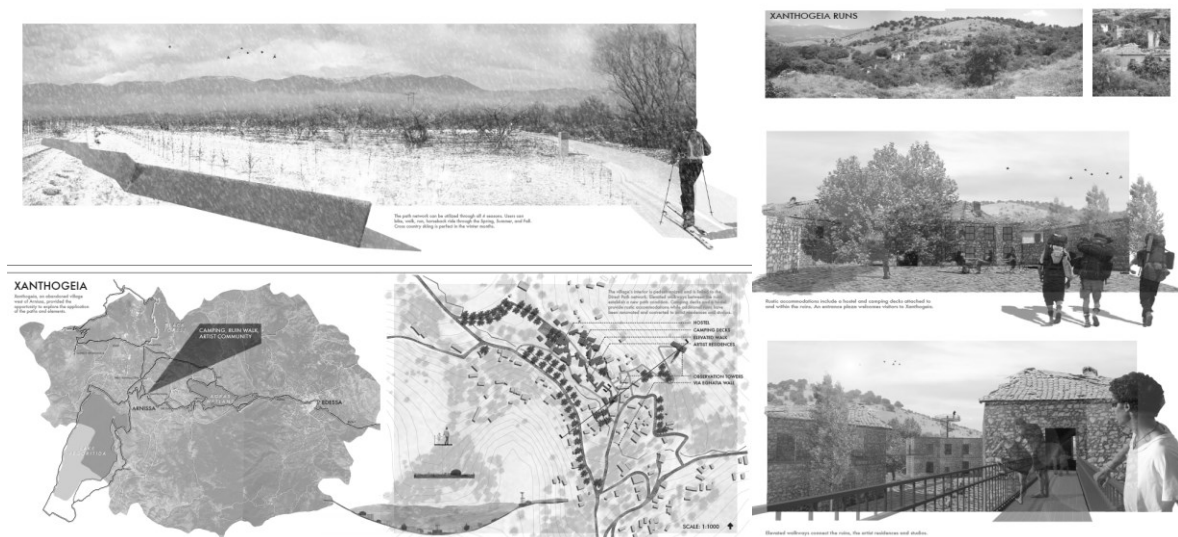 The path network can be utilized through all 4 seasons. Users can
bike, walk, run, horseback ride through the Spring, Summer, and Fall.
Cross country skiing is perfect in the winter months.
XANTHOGEIA
Xanthogeia, an abandoned village
west of Arnissa, provided the
opportunity to explore the application
of the paths and elements.
CAMPING, RUIN WALK,
ARTIST COMMUNITY
ARNISSA
EDESSA
HOSTEL
CAMPING DECKS
ELEVATED WALK
ARTIST RESIDENCES
OBSERVATION TOWERS
VIA EGNATIA WALK
SCALE: 1:1000
XANTHOGEIA RUINS
Rustic accommodations include a hostel and camping decks attached to
and within the ruins. An entrance plaza welcomes visitors to Xanthogeia.
Elevated walkways connect the ruins, the artist residences and studios.